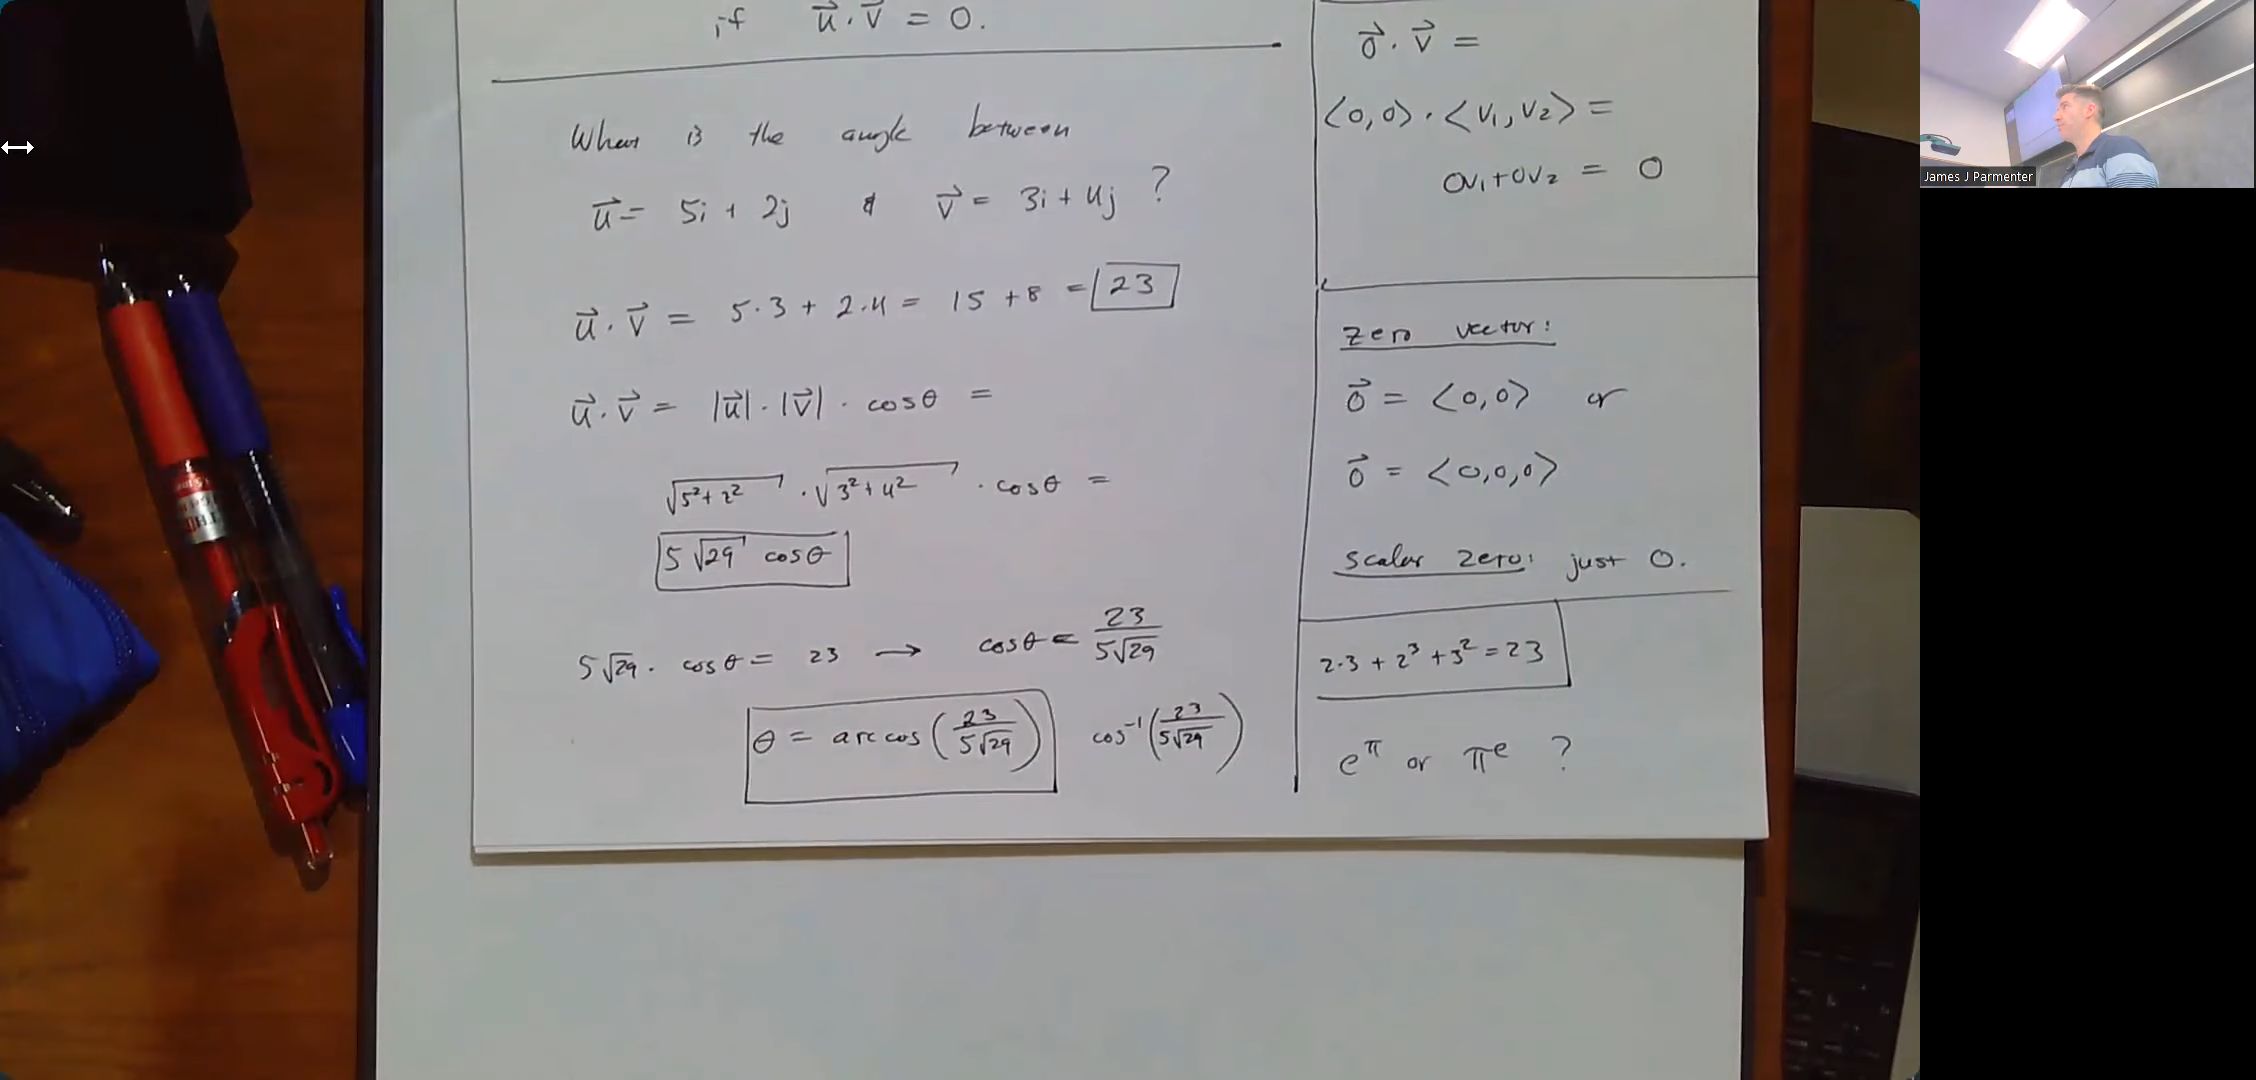 if u⃗ · v⃗ = 0.
What is the angle between
u⃗ = 5i + 2j & v⃗ = 3i + 4j ?
u⃗ · v⃗ = 5·3 + 2·4 = 15 + 8 = 23
u⃗ · v⃗ = |u⃗| · |v⃗| · cosθ =
√(5²+2²) · √(3²+4²) · cosθ =
5√29 cosθ
5√29 · cosθ = 23 → cosθ = 23/(5√29)
θ = arccos(23/(5√29)) cos⁻¹(23/(5√29))
0⃗ · v⃗ =
⟨0,0⟩ · ⟨v₁, v₂⟩ =
0v₁+0v₂ = 0
Zero vector:
0⃗ = ⟨0,0⟩ or
0⃗ = ⟨0,0,0⟩
scalar zero: just 0.
2·3 + 2³ + 3² = 23
e^π or π^e ?
James J Parmenter